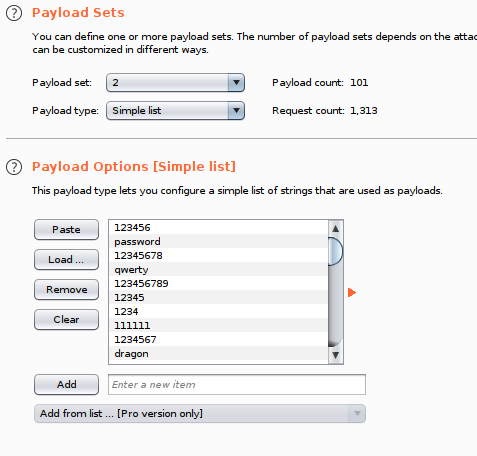 ? Payload Sets
You can define one or more payload sets. The number of payload sets depends on the attac
can be customized in different ways.
Payload set: 2 Payload count: 101
Payload type: Simple list Request count: 1,313
? Payload Options [Simple list]
This payload type lets you configure a simple list of strings that are used as payloads.
Paste
Load ...
Remove
Clear
123456
password
12345678
qwerty
123456789
12345
1234
111111
1234567
dragon
Add Enter a new item
Add from list ... [Pro version only]